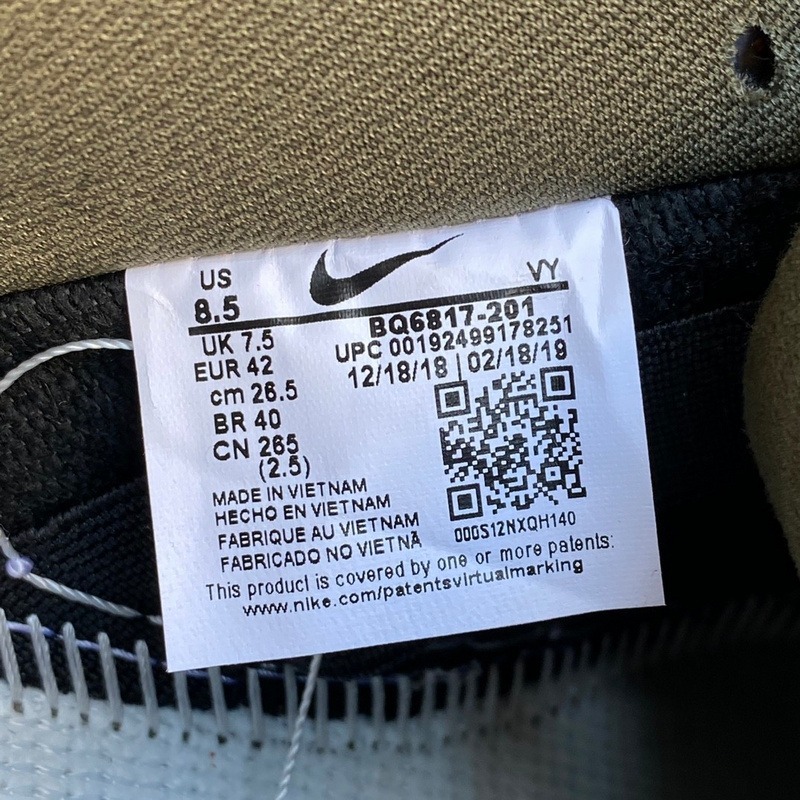 US
8.5
VY
UK 7.5
EUR 42
cm 26.5
BR 40
CN 265
(2.5)
BQ6817-201
UPC 00192499178251
12/18/18 | 02/18/19
000S12NXQH140
MADE IN VIETNAM
HECHO EN VIETNAM
FABRIQUE AU VIETNAM
FABRICADO NO VIETNÃ
This product is covered by one or more patents:
www.nike.com/patentsvirtualmarking